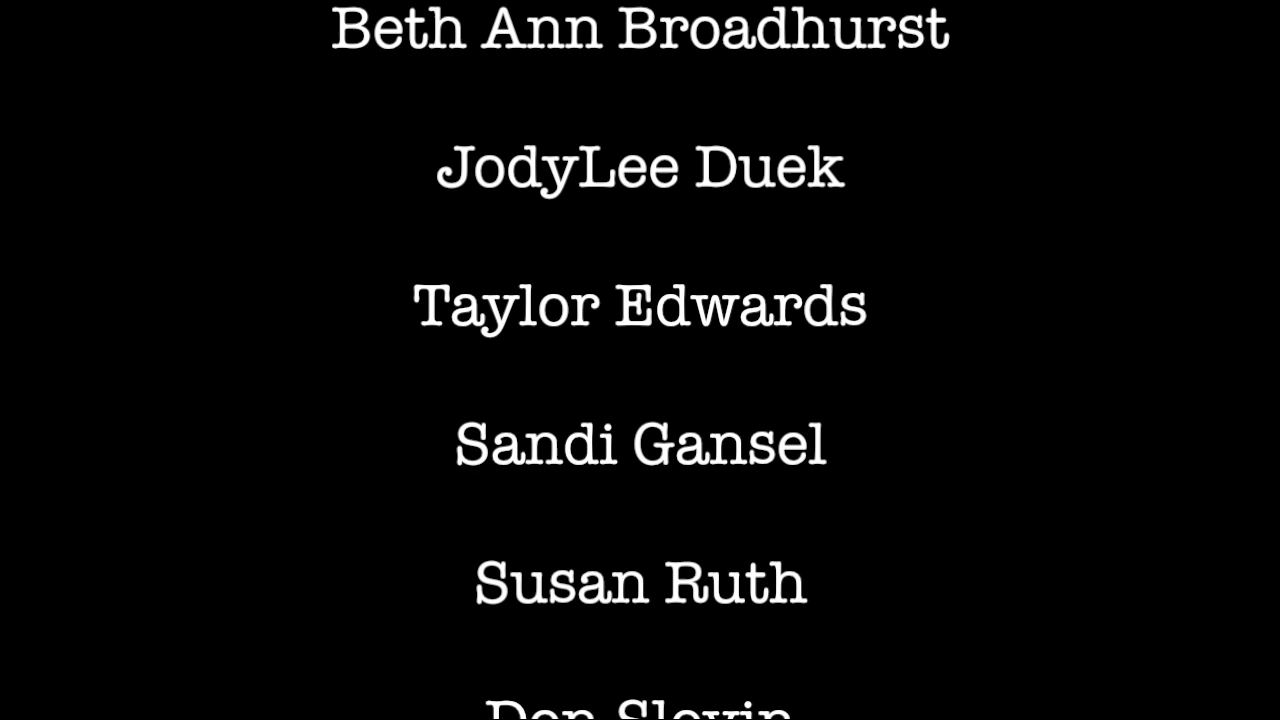 Beth Ann Broadhurst
JodyLee Duek
Taylor Edwards
Sandi Gansel
Susan Ruth